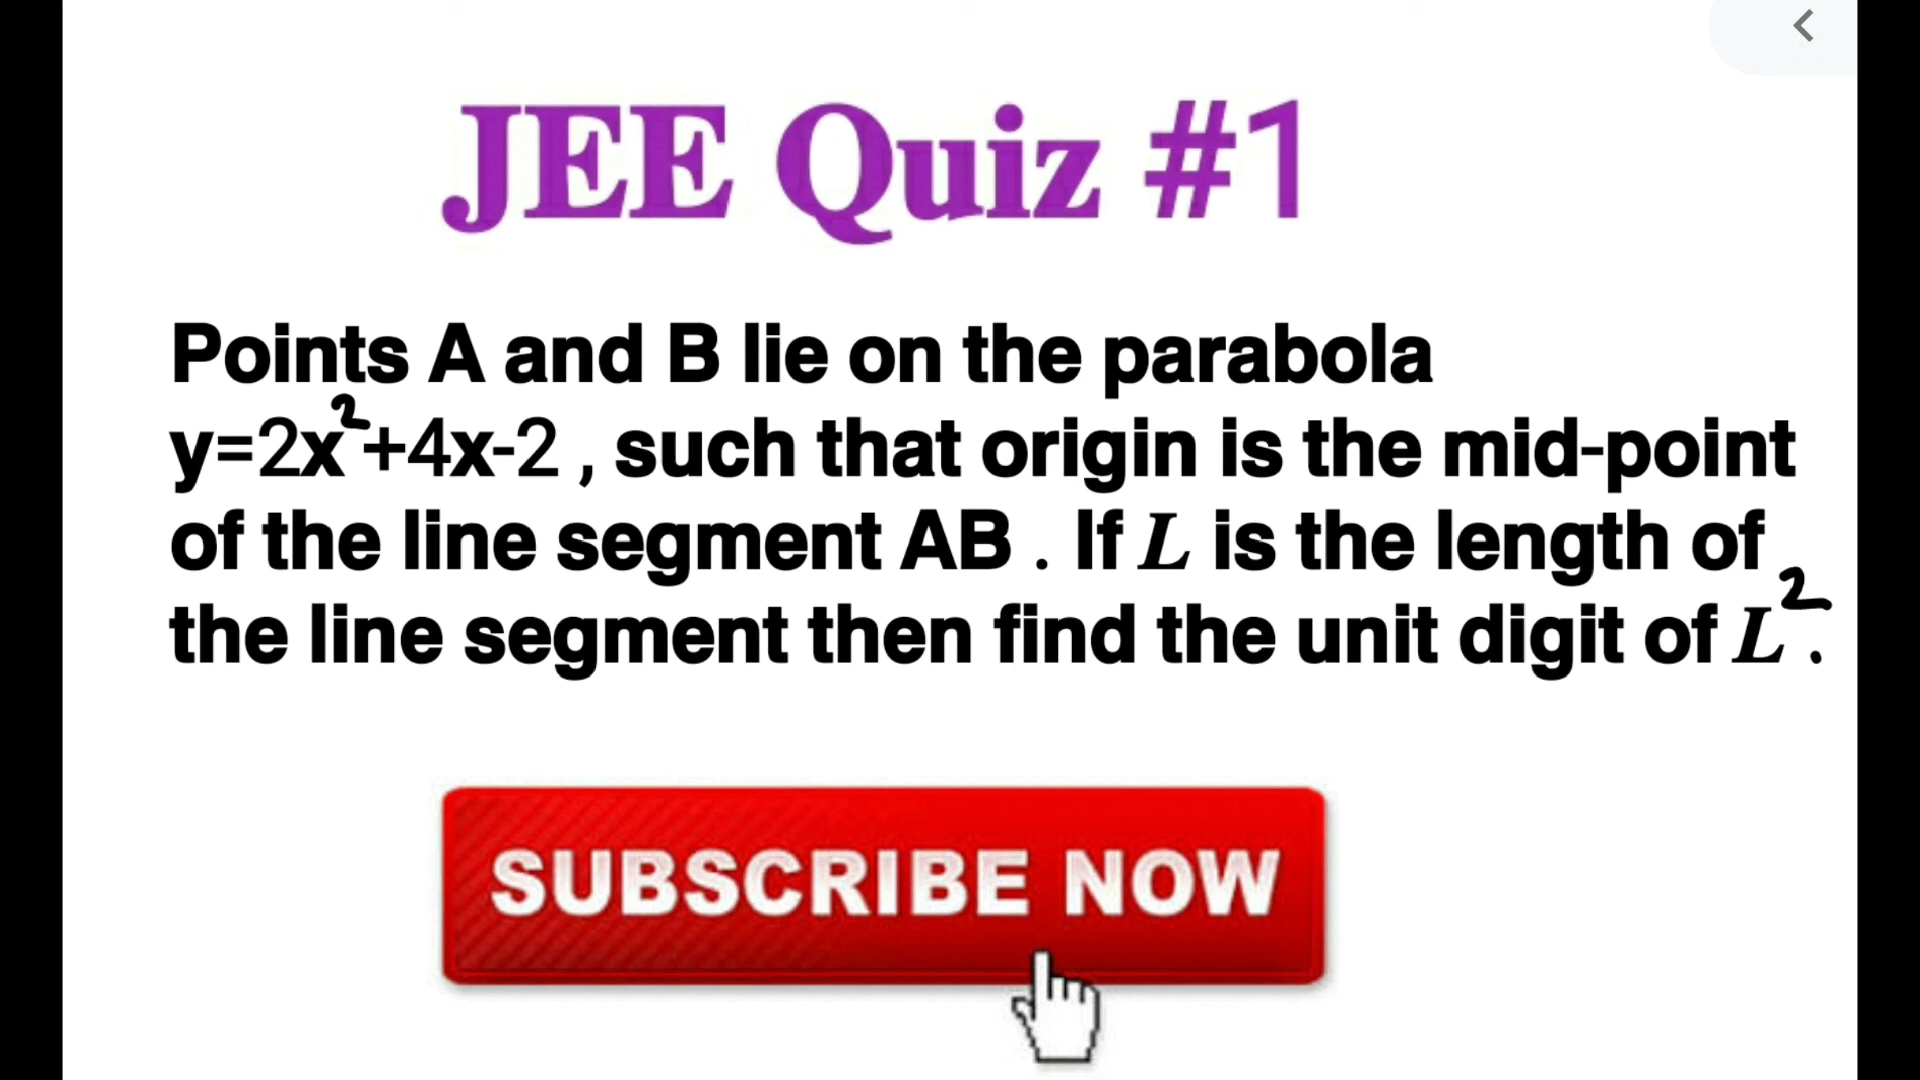 JEE Quiz #1
Points A and B lie on the parabola
y=2x²+4x-2 , such that origin is the mid-point
of the line segment AB . If L is the length of
the line segment then find the unit digit of L².
SUBSCRIBE NOW